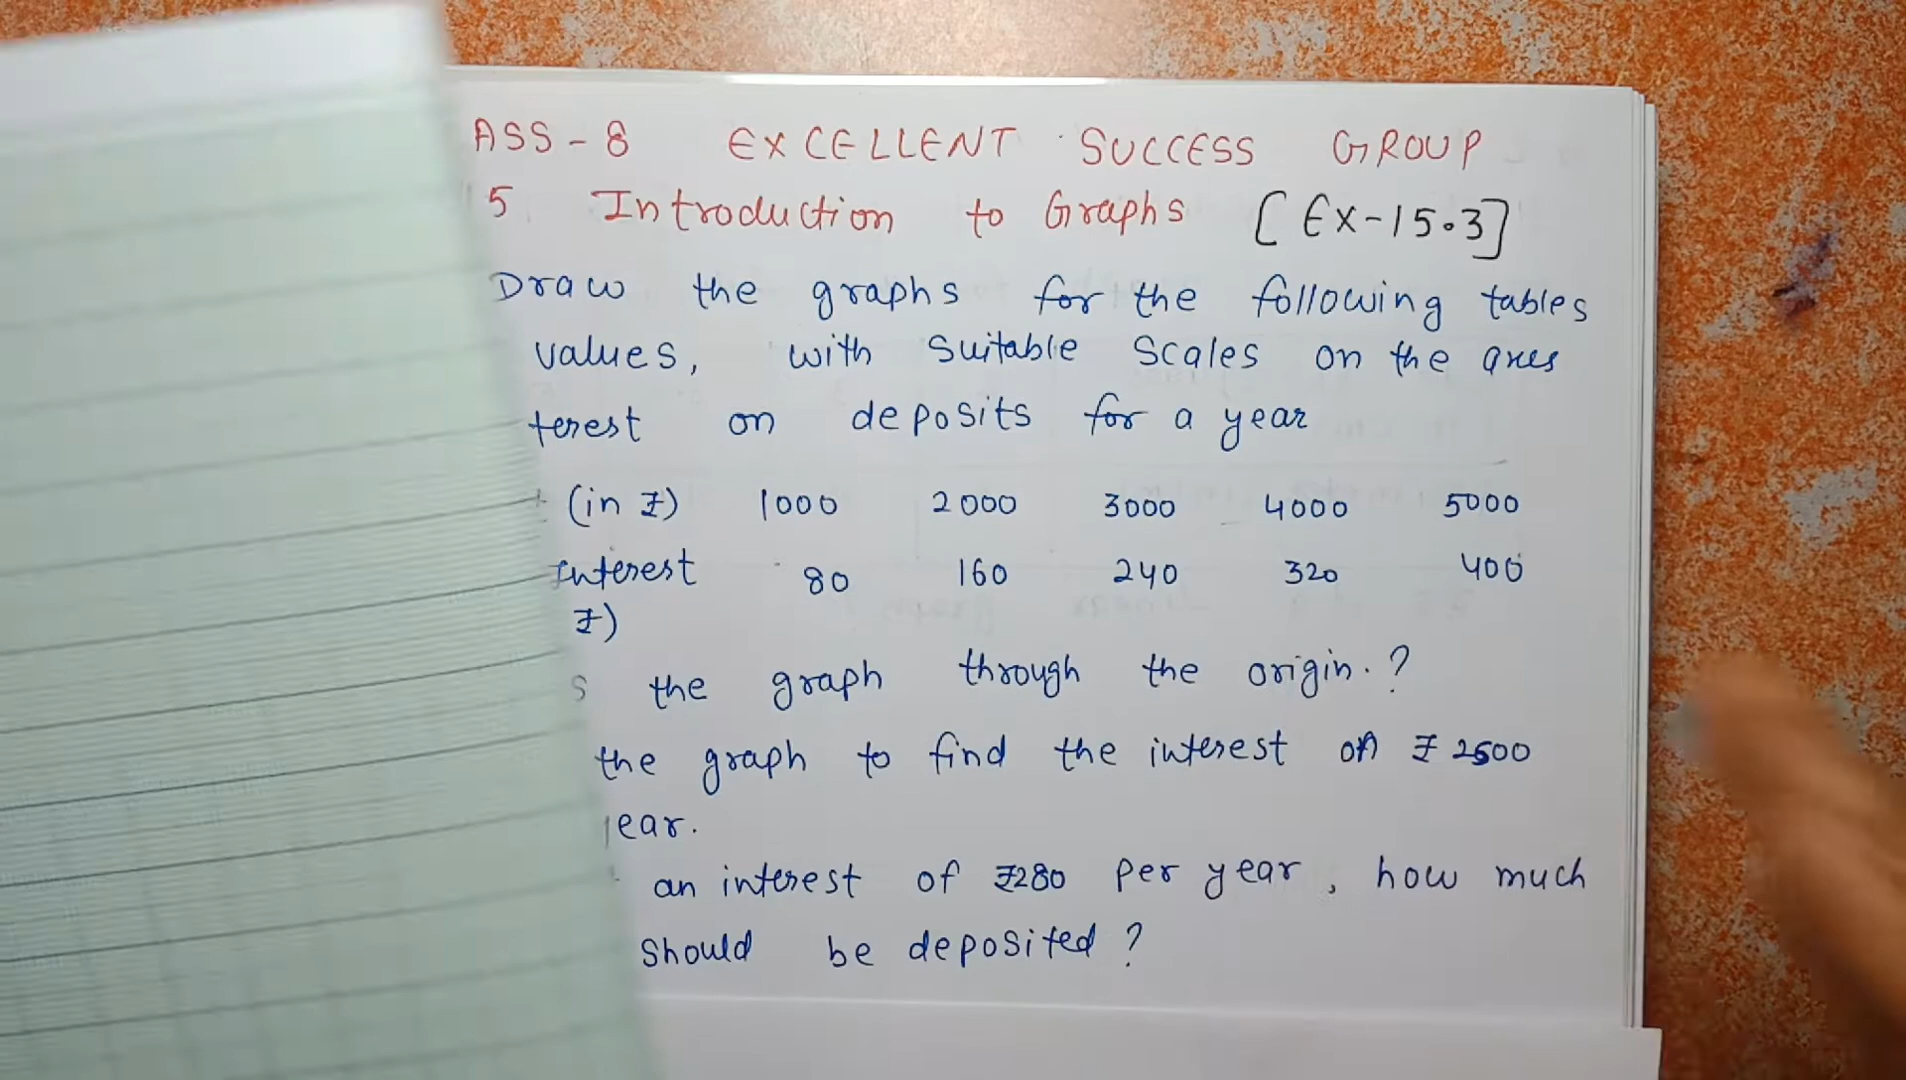 ASS - 8 EXCELLENT SUCCESS GROUP
5 Introduction to Graphs [Ex-15.3]
Draw the graphs for the following tables
values, with suitable scales on the axes
terest on deposits for a year
(in ₹) 1000 2000 3000 4000 5000
Interest 80 160 240 320 400
₹)
s the graph through the origin.?
the graph to find the interest on ₹ 2500
ear.
an interest of ₹280 per year, how much
should be deposited?